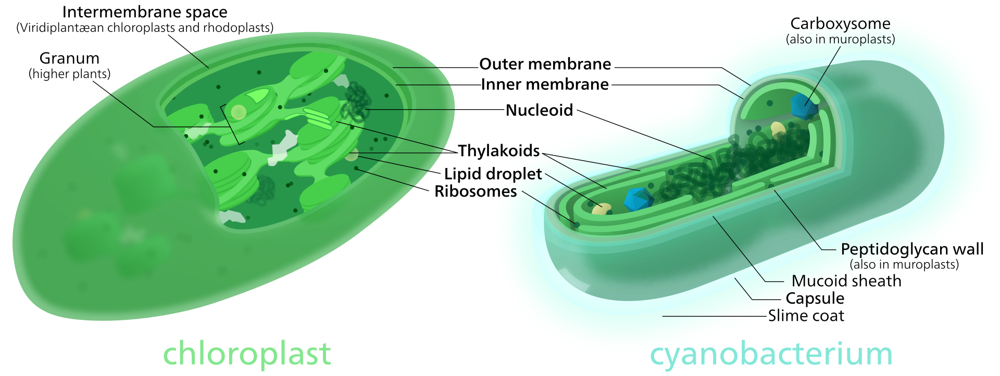 Intermembrane space
(Viridiplantæan chloroplasts and rhodoplasts)
Granum
(higher plants)
Outer membrane
Inner membrane
Nucleoid
Thylakoids
Lipid droplet
Ribosomes
Carboxysome
(also in muroplasts)
Peptidoglycan wall
(also in muroplasts)
Mucoid sheath
Capsule
Slime coat
chloroplast
cyanobacterium